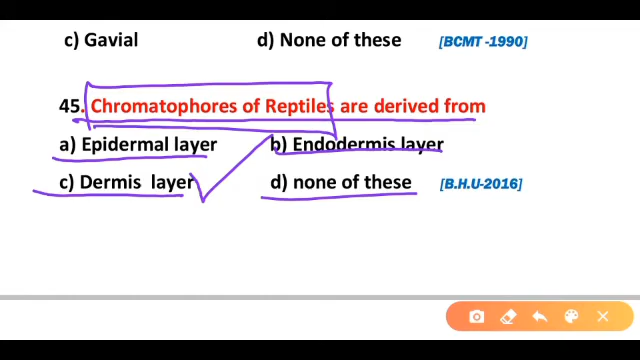 c) Gavial d) None of these [BCMT -1990]
45. Chromatophores of Reptiles are derived from
a) Epidermal layer b) Endodermis layer
c) Dermis layer d) none of these [B.H.U-2016]